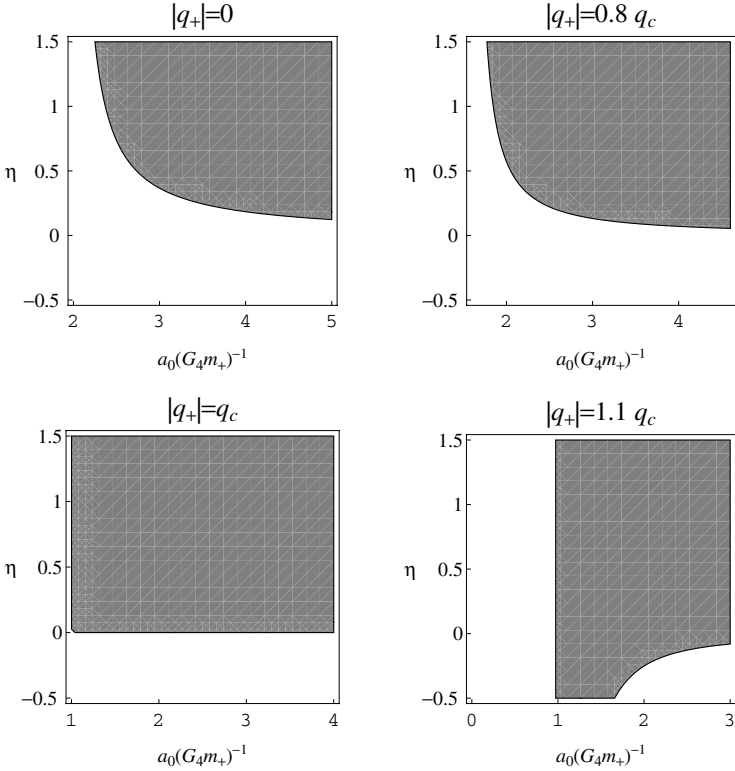 |q₊|=0
1.5
1
η 0.5
0
−0.5
2 3 4 5
a₀(G₄m₊)⁻¹
|q₊|=0.8 q_c
1.5
1
η 0.5
0
−0.5
2 3 4
a₀(G₄m₊)⁻¹
|q₊|=q_c
1.5
1
η 0.5
0
−0.5
1 2 3 4
a₀(G₄m₊)⁻¹
|q₊|=1.1 q_c
1.5
1
η 0.5
0
−0.5
0 1 2 3
a₀(G₄m₊)⁻¹